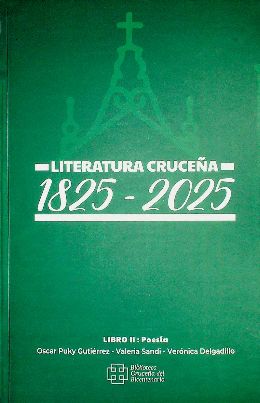 LITERATURA CRUCEÑA
1825 - 2025
LIBRO II: Poesía
Oscar Puky Gutiérrez - Valeria Sandi - Verónica Delgadillo
Biblioteca
Cruceña del
Bicentenario